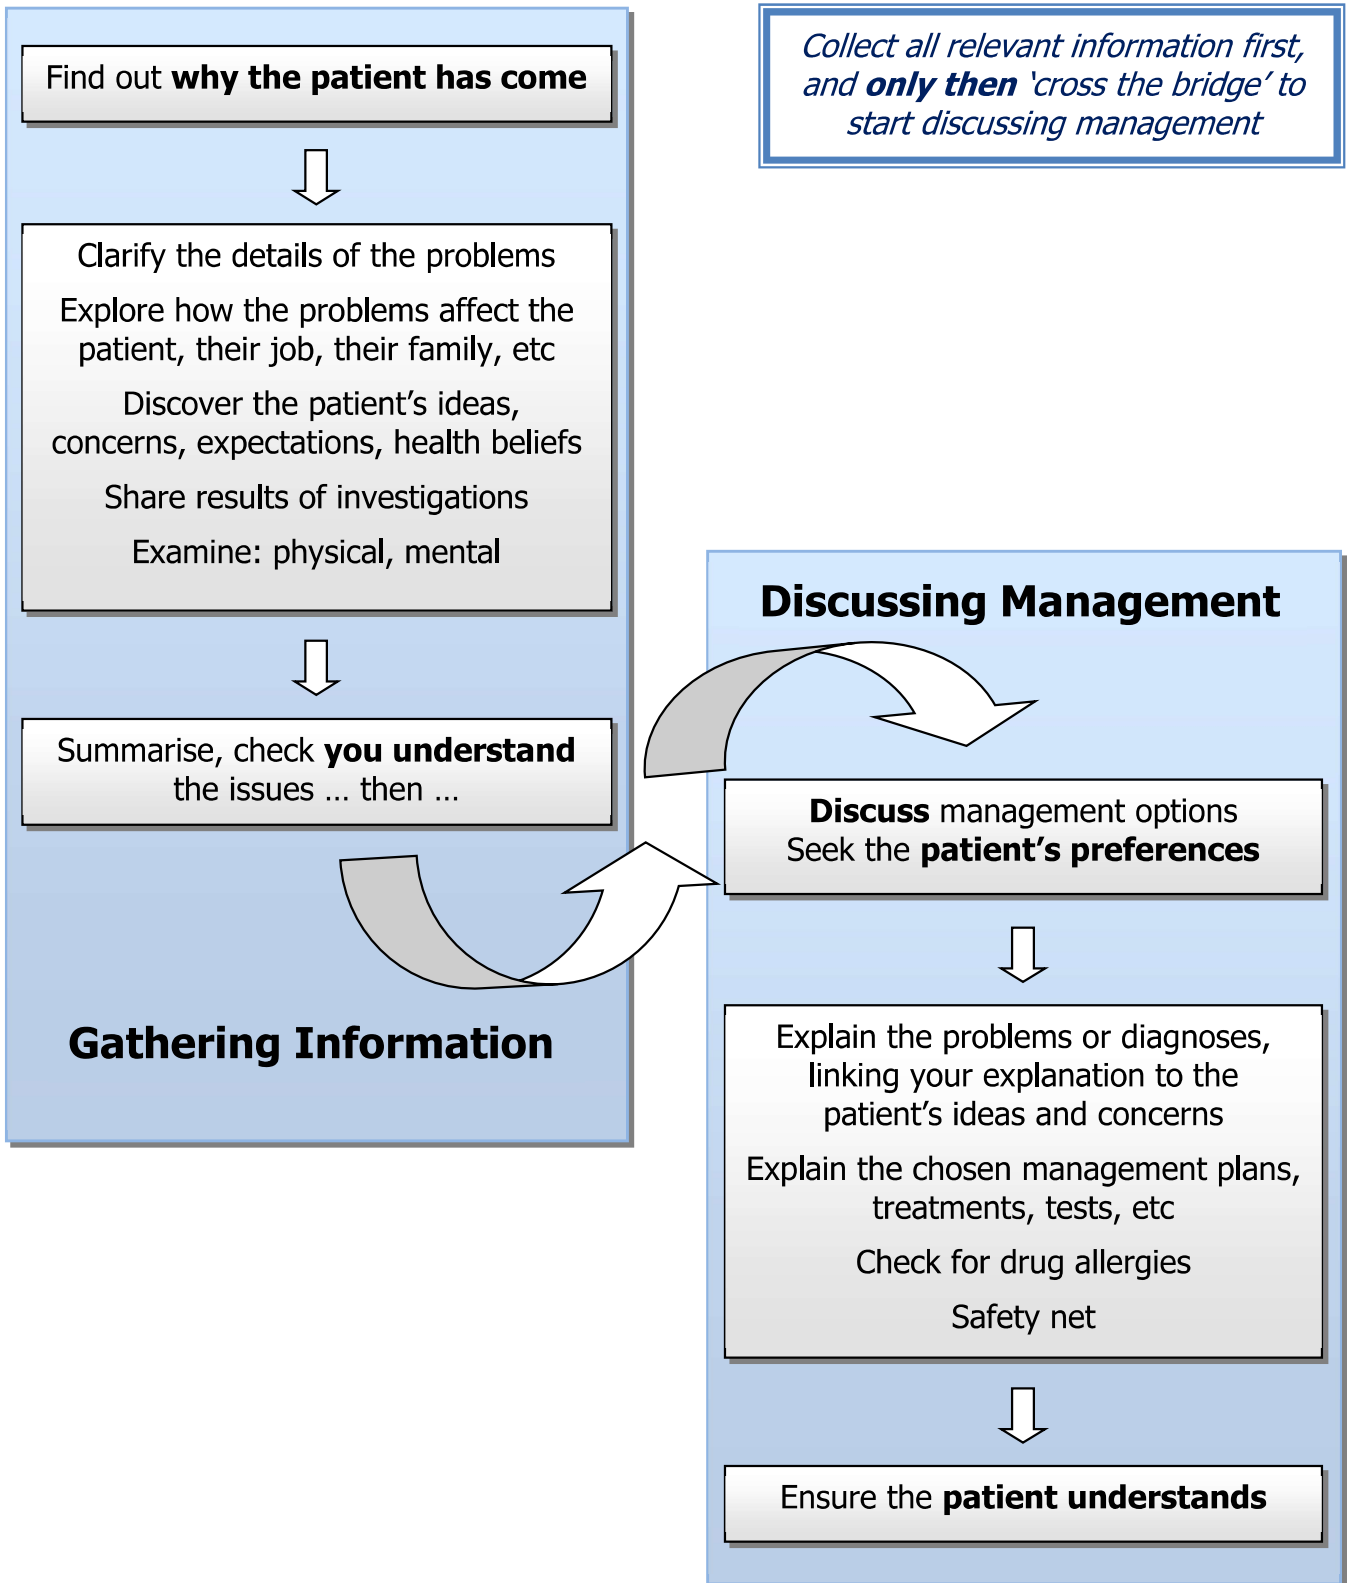 Find out why the patient has come
Clarify the details of the problems
Explore how the problems affect the
patient, their job, their family, etc
Discover the patient’s ideas,
concerns, expectations, health beliefs
Share results of investigations
Examine: physical, mental
Summarise, check you understand
the issues … then …
Gathering Information
Collect all relevant information first,
and only then ‘cross the bridge’ to
start discussing management
Discussing Management
Discuss management options
Seek the patient’s preferences
Explain the problems or diagnoses,
linking your explanation to the
patient’s ideas and concerns
Explain the chosen management plans,
treatments, tests, etc
Check for drug allergies
Safety net
Ensure the patient understands